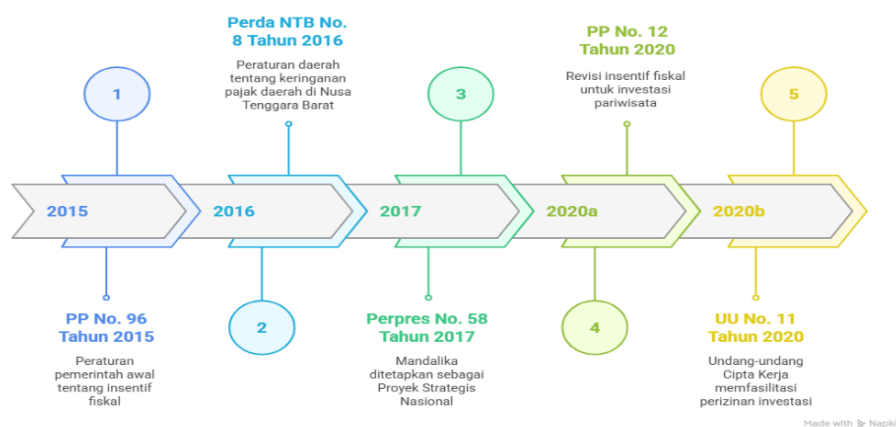 Perda NTB No.
8 Tahun 2016
Peraturan daerah
tentang keringanan
pajak daerah di Nusa
Tenggara Barat
PP No. 12
Tahun 2020
Revisi insentif fiskal
untuk investasi
pariwisata
1
3
5
2015
2016
2017
2020a
2020b
PP No. 96
Tahun 2015
Peraturan
pemerintah awal
tentang insentif
fiskal
2
Perpres No. 58
Tahun 2017
Mandalika
ditetapkan sebagai
Proyek Strategis
Nasional
4
UU No. 11
Tahun 2020
Undang-undang
Cipta Kerja
memfasilitasi
perizinan investasi
Made with Napki